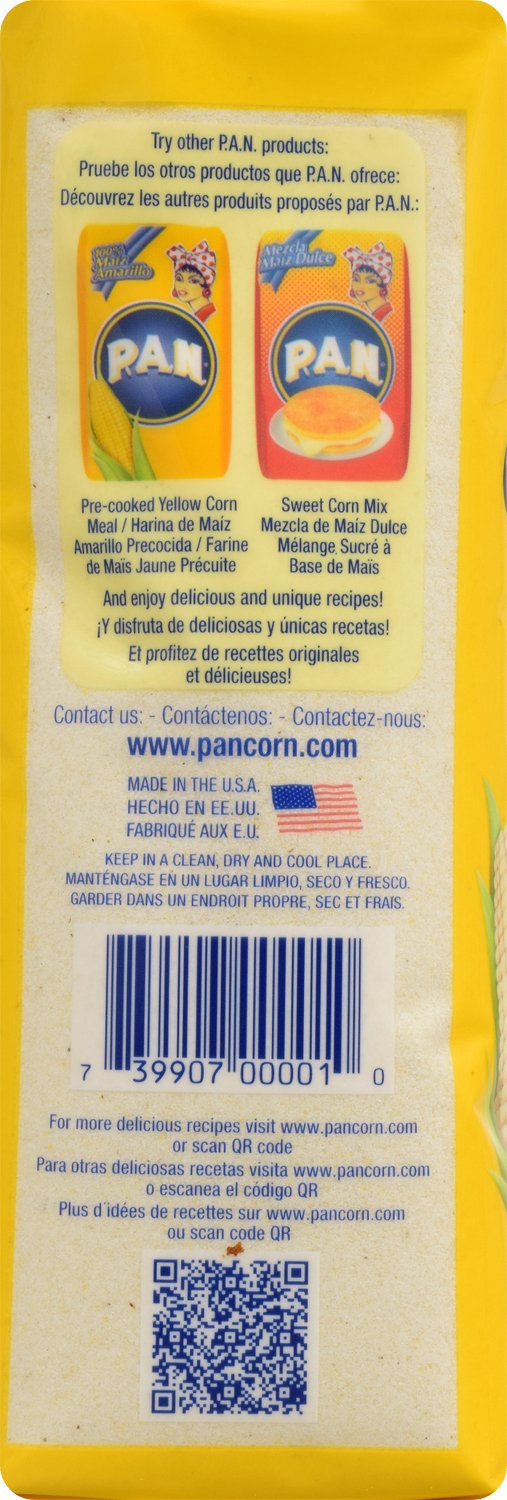 Try other P.A.N. products:
Pruebe los otros productos que P.A.N. ofrece:
Découvrez les autres produits proposés par P.A.N.:
100%
Maíz
Amarillo
P.A.N.
Mezcla
Maíz Dulce
P.A.N.
Pre-cooked Yellow Corn
Meal / Harina de Maíz
Amarillo Precocida / Farine
de Maïs Jaune Précuite
Sweet Corn Mix
Mezcla de Maíz Dulce
Mélange Sucré à
Base de Maïs
And enjoy delicious and unique recipes!
¡Y disfruta de deliciosas y únicas recetas!
Et profitez de recettes originales
et délicieuses!
Contact us: - Contáctenos: - Contactez-nous:
www.pancorn.com
MADE IN THE U.S.A.
HECHO EN EE.UU.
FABRIQUÉ AUX E.U.
KEEP IN A CLEAN, DRY AND COOL PLACE.
MANTÉNGASE EN UN LUGAR LIMPIO, SECO Y FRESCO.
GARDER DANS UN ENDROIT PROPRE, SEC ET FRAIS.
7 39907 00001 0
For more delicious recipes visit www.pancorn.com
or scan QR code
Para otras deliciosas recetas visita www.pancorn.com
o escanea el código QR
Plus d'idées de recettes sur www.pancorn.com
ou scan code QR